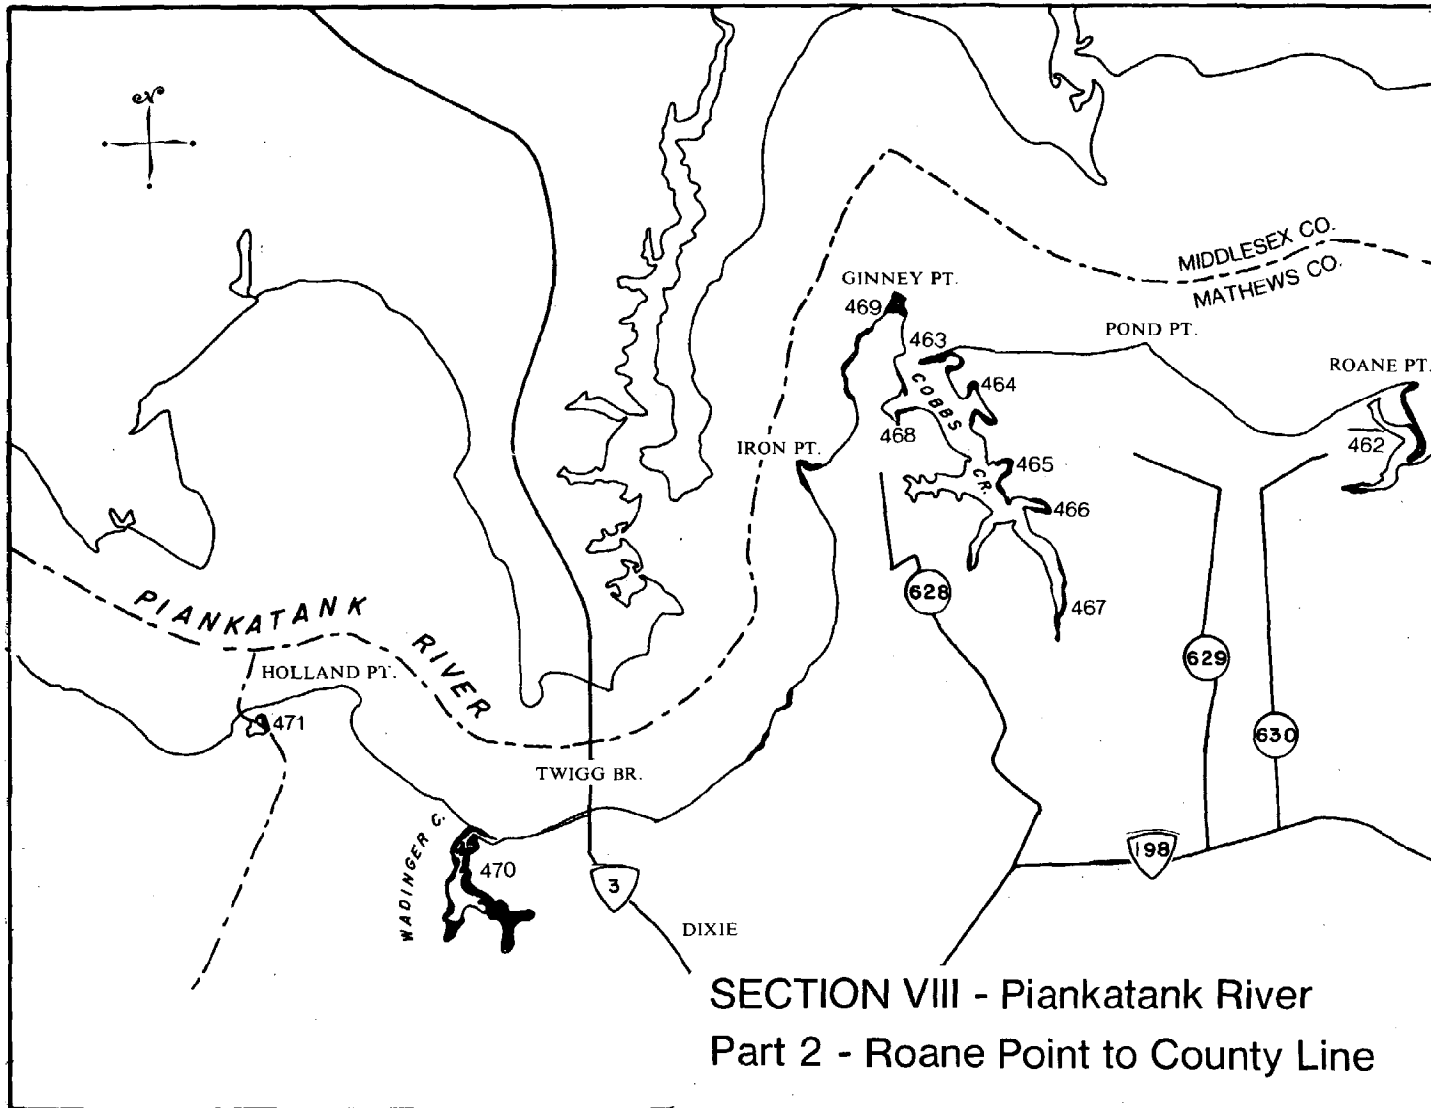 N
MIDDLESEX CO.
MATHEWS CO.
GINNEY PT.
469
463
POND PT.
ROANE PT.
464
COBBS CR.
468
462
IRON PT.
465
466
628
467
PIANKATANK RIVER
629
HOLLAND PT.
471
630
TWIGG BR.
WADINGER C.
470
198
3
DIXIE
SECTION VIII - Piankatank River
Part 2 - Roane Point to County Line